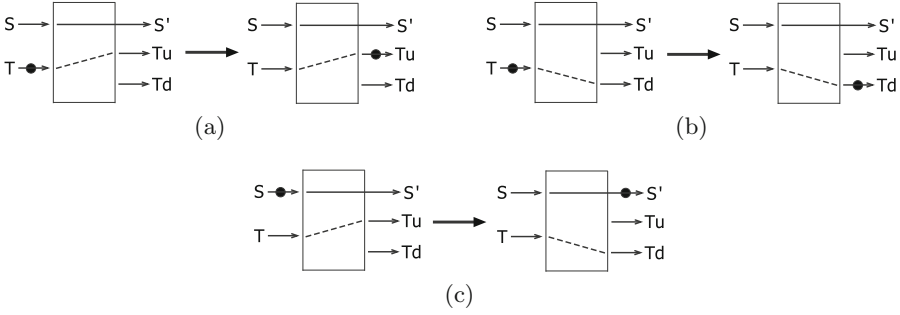 S S' S S' S S' S S'
T Tu T Tu T Tu T Tu
Td Td Td Td
(a) (b)
S S' S S'
T Tu T Tu
Td Td
(c)